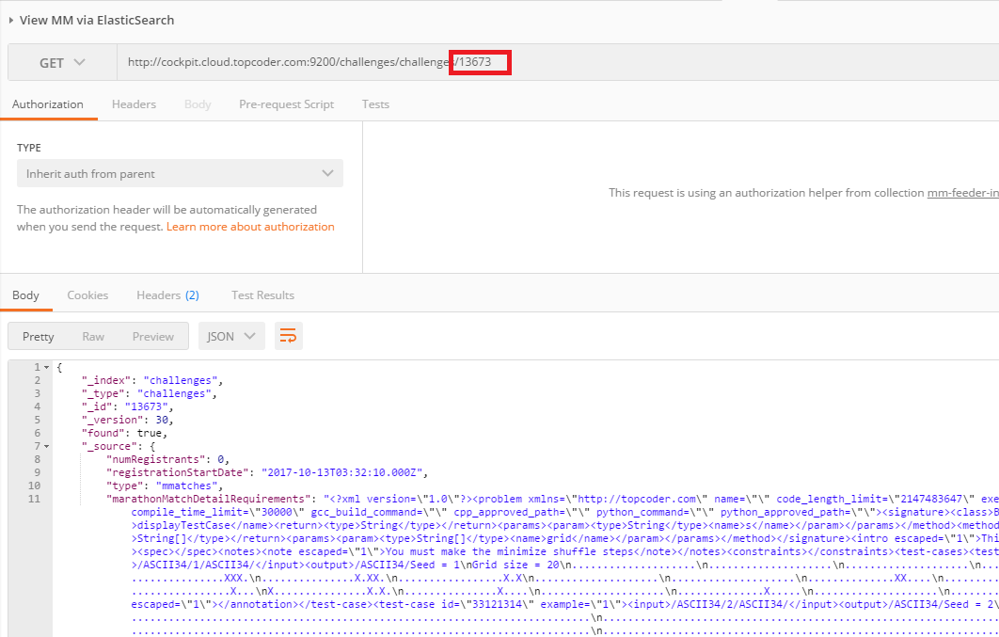 View MM via ElasticSearch
GET http://cockpit.cloud.topcoder.com:9200/challenges/challenges/13673
Authorization Headers Body Pre-request Script Tests
TYPE
Inherit auth from parent
The authorization header will be automatically generated
when you send the request. Learn more about authorization
This request is using an authorization helper from collection mm-feeder-in
Body Cookies Headers (2) Test Results
Pretty Raw Preview JSON
1 {
2 "_index": "challenges",
3 "_type": "challenges",
4 "_id": "13673",
5 "_version": 30,
6 "found": true,
7 "_source": {
8 "numRegistrants": 0,
9 "registrationStartDate": "2017-10-13T03:32:10.000Z",
10 "type": "mmatches",
11 "marathonMatchDetailRequirements": "<?xml version=\"1.0\"?><problem xmlns=\"http://topcoder.com\" name=\"\" code_length_limit=\"2147483647\" exe
compile_time_limit=\"30000\" gcc_build_command=\"\" cpp_approved_path=\"\" python_command=\"\" python_approved_path=\"\"><signature><class>B
>displayTestCase</name><return><type>String</type></return><params><param><type>String</type><name>s</name></param></params></method><method
>String[]</type></return><params><param><type>String[]</type><name>grid</name></param></params></method></signature><intro escaped=\"1\">Thi
><spec></spec><notes><note escaped=\"1\">You must make the minimize shuffle steps</note></notes><constraints></constraints><test-cases><test
>/ASCII34/1/ASCII34/</input><output>/ASCII34/Seed = 1\nGrid size = 20\n....................\n....................\n....................\n
...............XXX.\n...............X.XX.\n.................X.X\n....................\n....................\n................XX....\n
................X...\nX...............X.X.\n................X....\n....................\n..............X.....\n....................\n
escaped=\"1\"></annotation></test-case><test-case id=\"33121314\" example=\"1\"><input>/ASCII34/2/ASCII34/</input><output>/ASCII34/Seed = 2\
..........................................................................\n................................................................
..........................................................................\n................................................................